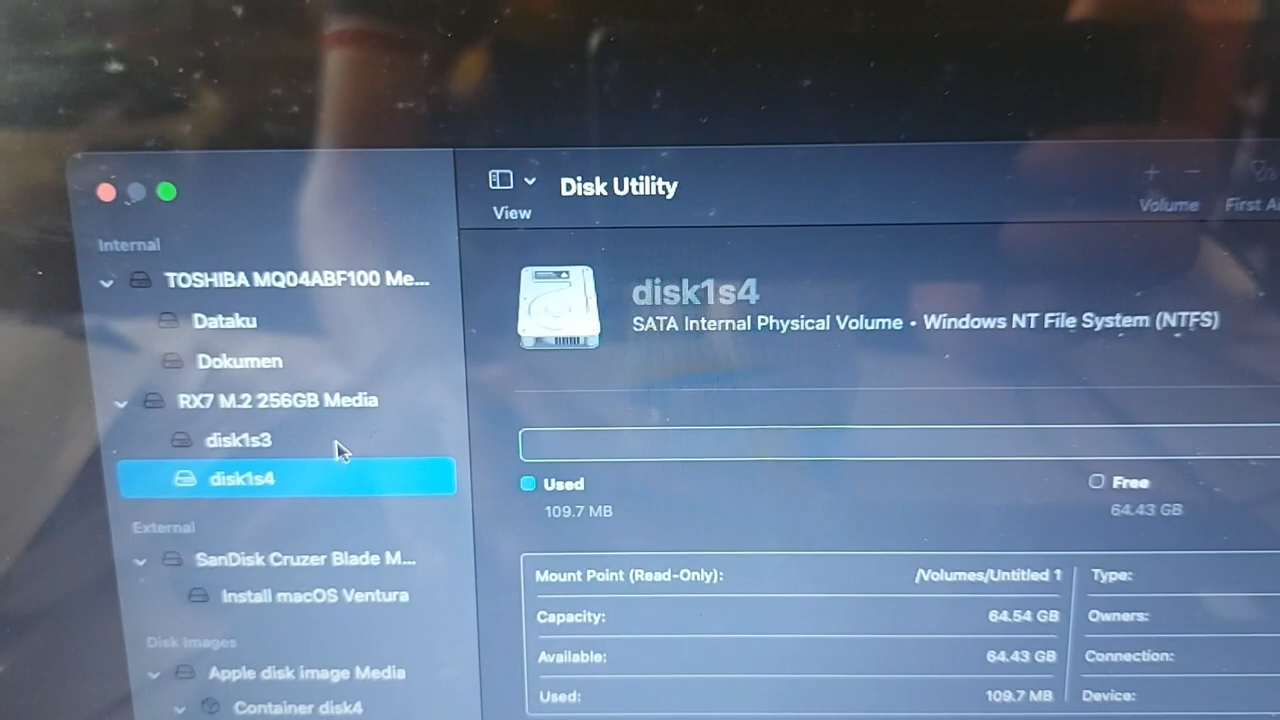 Disk Utility
View
Volume
First A
Internal
TOSHIBA MQ04ABF100 Me...
Dataku
Dokumen
RX7 M.2 256GB Media
disk1s3
disk1s4
External
SanDisk Cruzer Blade M...
Install macOS Ventura
Disk Images
Apple disk image Media
Container disk4
disk1s4
SATA Internal Physical Volume • Windows NT File System (NTFS)
Used
109.7 MB
Free
64.43 GB
Mount Point (Read-Only): /Volumes/Untitled 1
Capacity: 64.54 GB
Available: 64.43 GB
Used: 109.7 MB
Type:
Owners:
Connection:
Device: